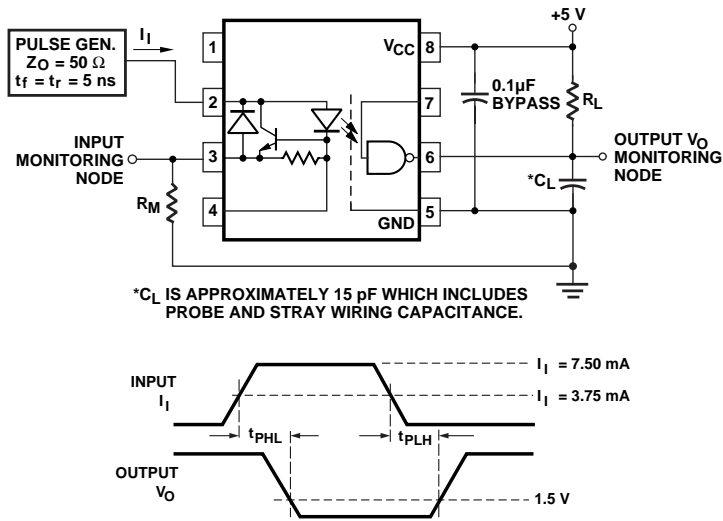 PULSE GEN.
Z_O = 50 Ω
t_f = t_r = 5 ns
I_I
1
2
3
4
V_CC 8
7
6
GND 5
+5 V
0.1µF
BYPASS
R_L
INPUT
MONITORING
NODE
R_M
OUTPUT V_O
MONITORING
NODE
*C_L
*C_L IS APPROXIMATELY 15 pF WHICH INCLUDES
PROBE AND STRAY WIRING CAPACITANCE.
INPUT
I_I
I_I = 7.50 mA
I_I = 3.75 mA
t_PHL
t_PLH
OUTPUT
V_O
1.5 V